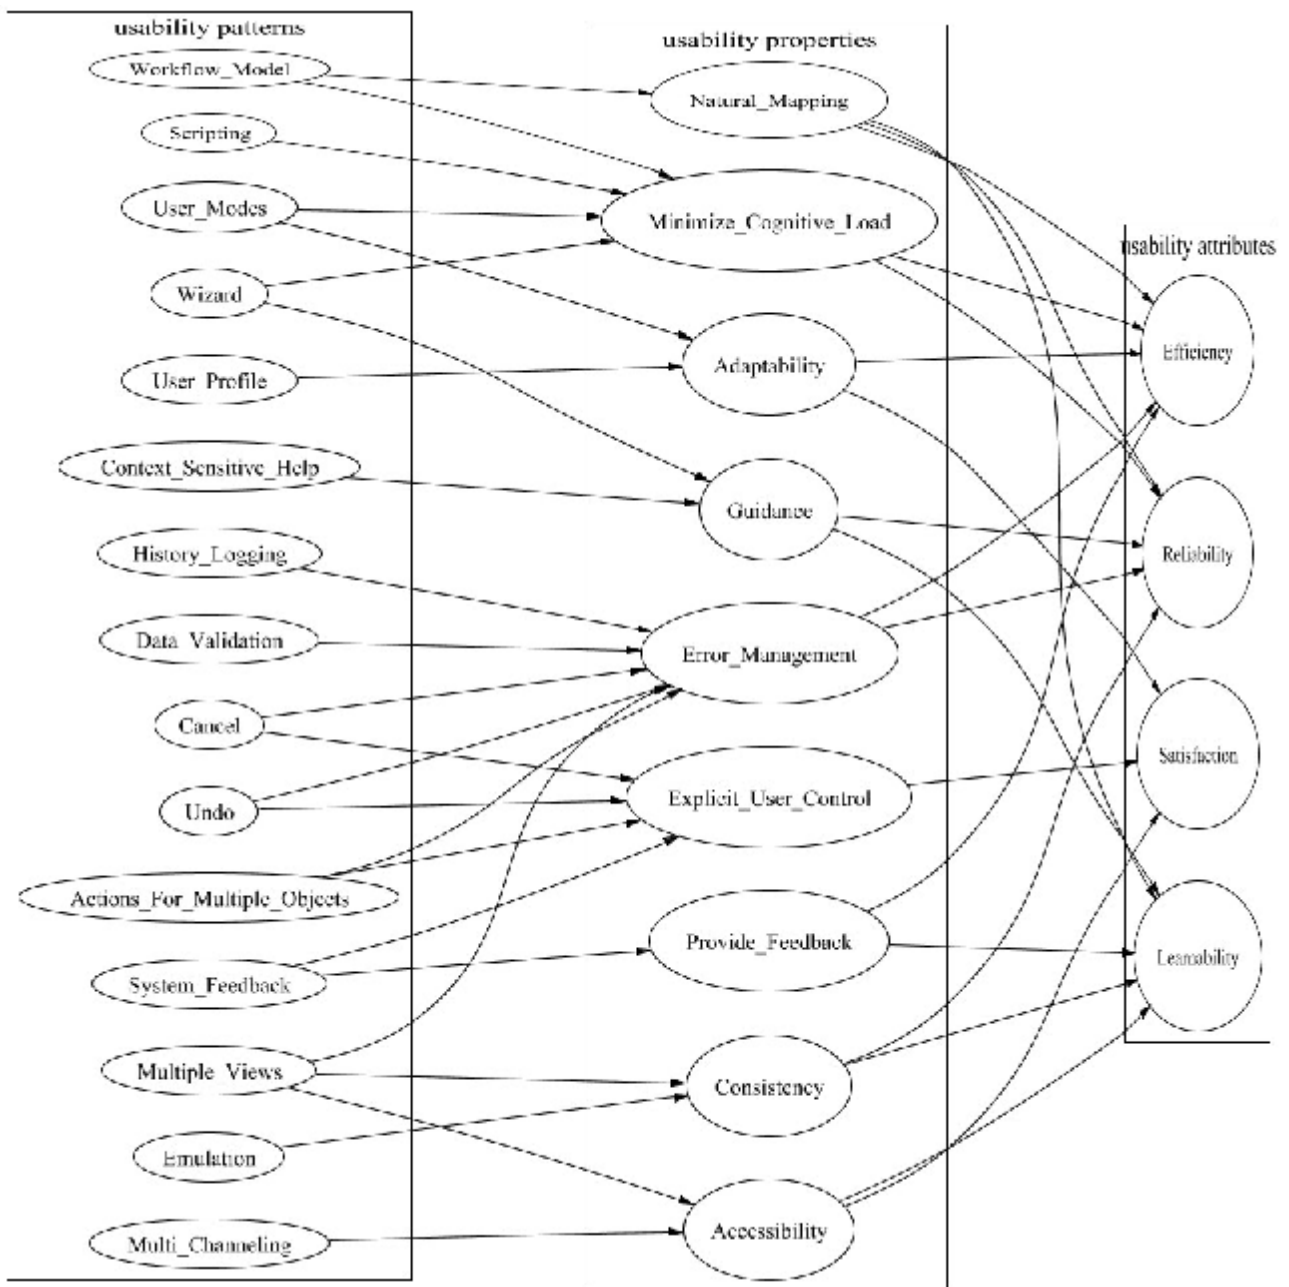 usability patterns
Workflow_Model
Scripting
User_Modes
Wizard
User_Profile
Context_Sensitive_Help
History_Logging
Data_Validation
Cancel
Undo
Actions_For_Multiple_Objects
System_Feedback
Multiple_Views
Emulation
Multi_Channeling
usability properties
Natural_Mapping
Minimize_Cognitive_Load
Adaptability
Guidance
Error_Management
Explicit_User_Control
Provide_Feedback
Consistency
Accessibility
usability attributes
Efficiency
Reliability
Satisfaction
Learnability